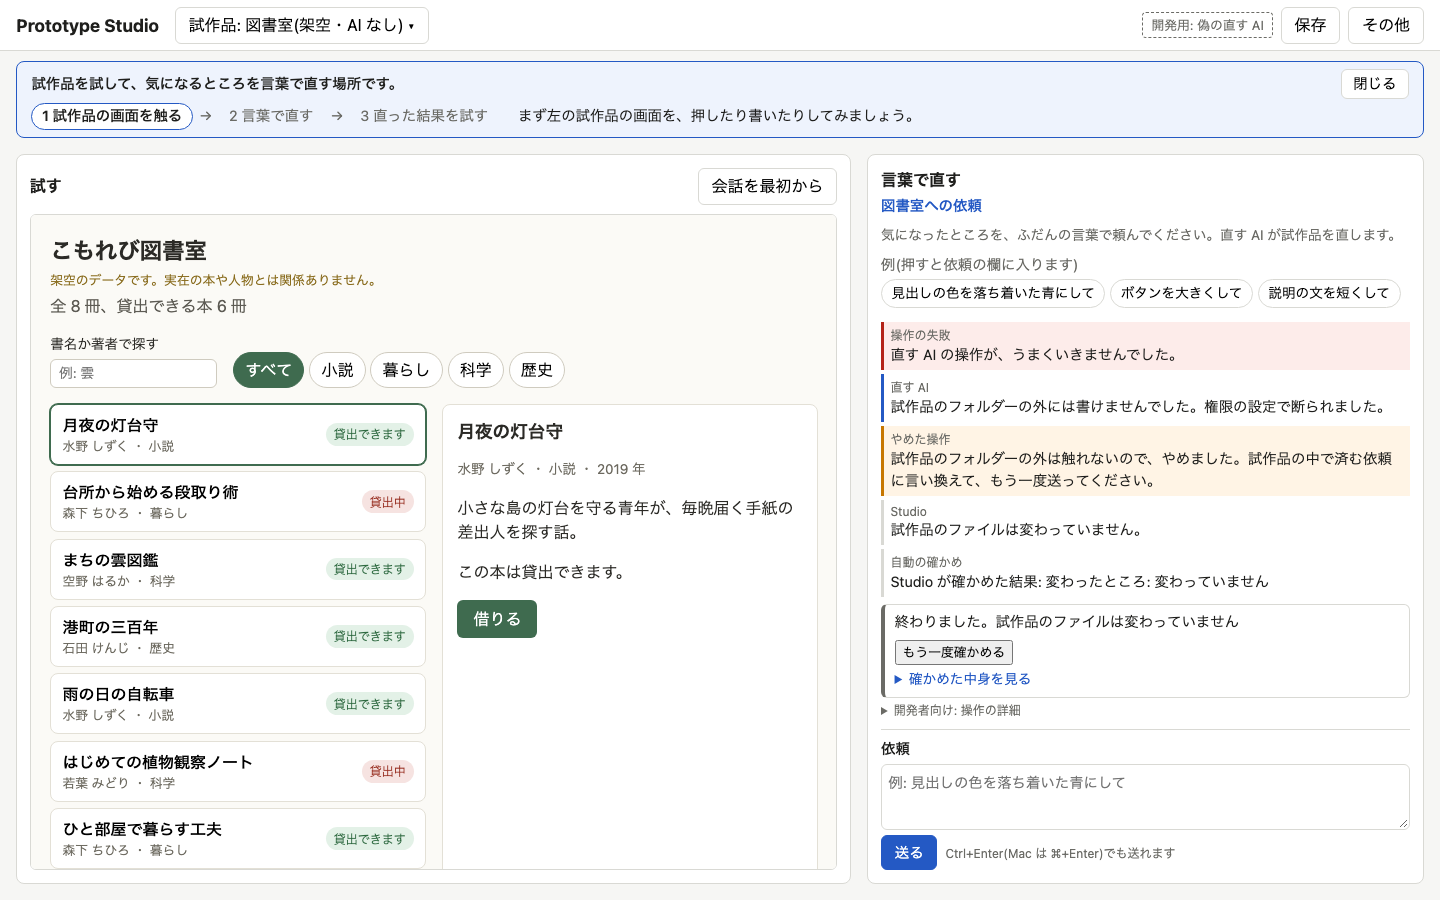 Prototype Studio
試作品: 図書室(架空・AI なし) ▾
開発用: 偽の直す AI
保存
その他
試作品を試して、気になるところを言葉で直す場所です。
閉じる
1 試作品の画面を触る → 2 言葉で直す → 3 直った結果を試す まず左の試作品の画面を、押したり書いたりしてみましょう。
試す
会話を最初から
こもれび図書室
架空のデータです。実在の本や人物とは関係ありません。
全 8 冊、貸出できる本 6 冊
書名か著者で探す
例: 雲
すべて
小説
暮らし
科学
歴史
月夜の灯台守
水野 しずく ・ 小説
貸出できます
台所から始める段取り術
森下 ちひろ ・ 暮らし
貸出中
まちの雲図鑑
空野 はるか ・ 科学
貸出できます
港町の三百年
石田 けんじ ・ 歴史
貸出できます
雨の日の自転車
水野 しずく ・ 小説
貸出できます
はじめての植物観察ノート
若葉 みどり ・ 科学
貸出中
ひと部屋で暮らす工夫
森下 ちひろ ・ 暮らし
貸出できます
月夜の灯台守
水野 しずく ・ 小説 ・ 2019 年
小さな島の灯台を守る青年が、毎晩届く手紙の
差出人を探す話。
この本は貸出できます。
借りる
言葉で直す
図書室への依頼
気になったところを、ふだんの言葉で頼んでください。直す AI が試作品を直します。
例(押すと依頼の欄に入ります)
見出しの色を落ち着いた青にして
ボタンを大きくして
説明の文を短くして
操作の失敗
直す AI の操作が、うまくいきませんでした。
直す AI
試作品のフォルダーの外には書けませんでした。権限の設定で断られました。
やめた操作
試作品のフォルダーの外は触れないので、やめました。試作品の中で済む依頼
に言い換えて、もう一度送ってください。
Studio
試作品のファイルは変わっていません。
自動の確かめ
Studio が確かめた結果: 変わったところ: 変わっていません
終わりました。試作品のファイルは変わっていません
もう一度確かめる
▶ 確かめた中身を見る
▶ 開発者向け: 操作の詳細
依頼
例: 見出しの色を落ち着いた青にして
送る
Ctrl+Enter(Mac は ⌘+Enter)でも送れます